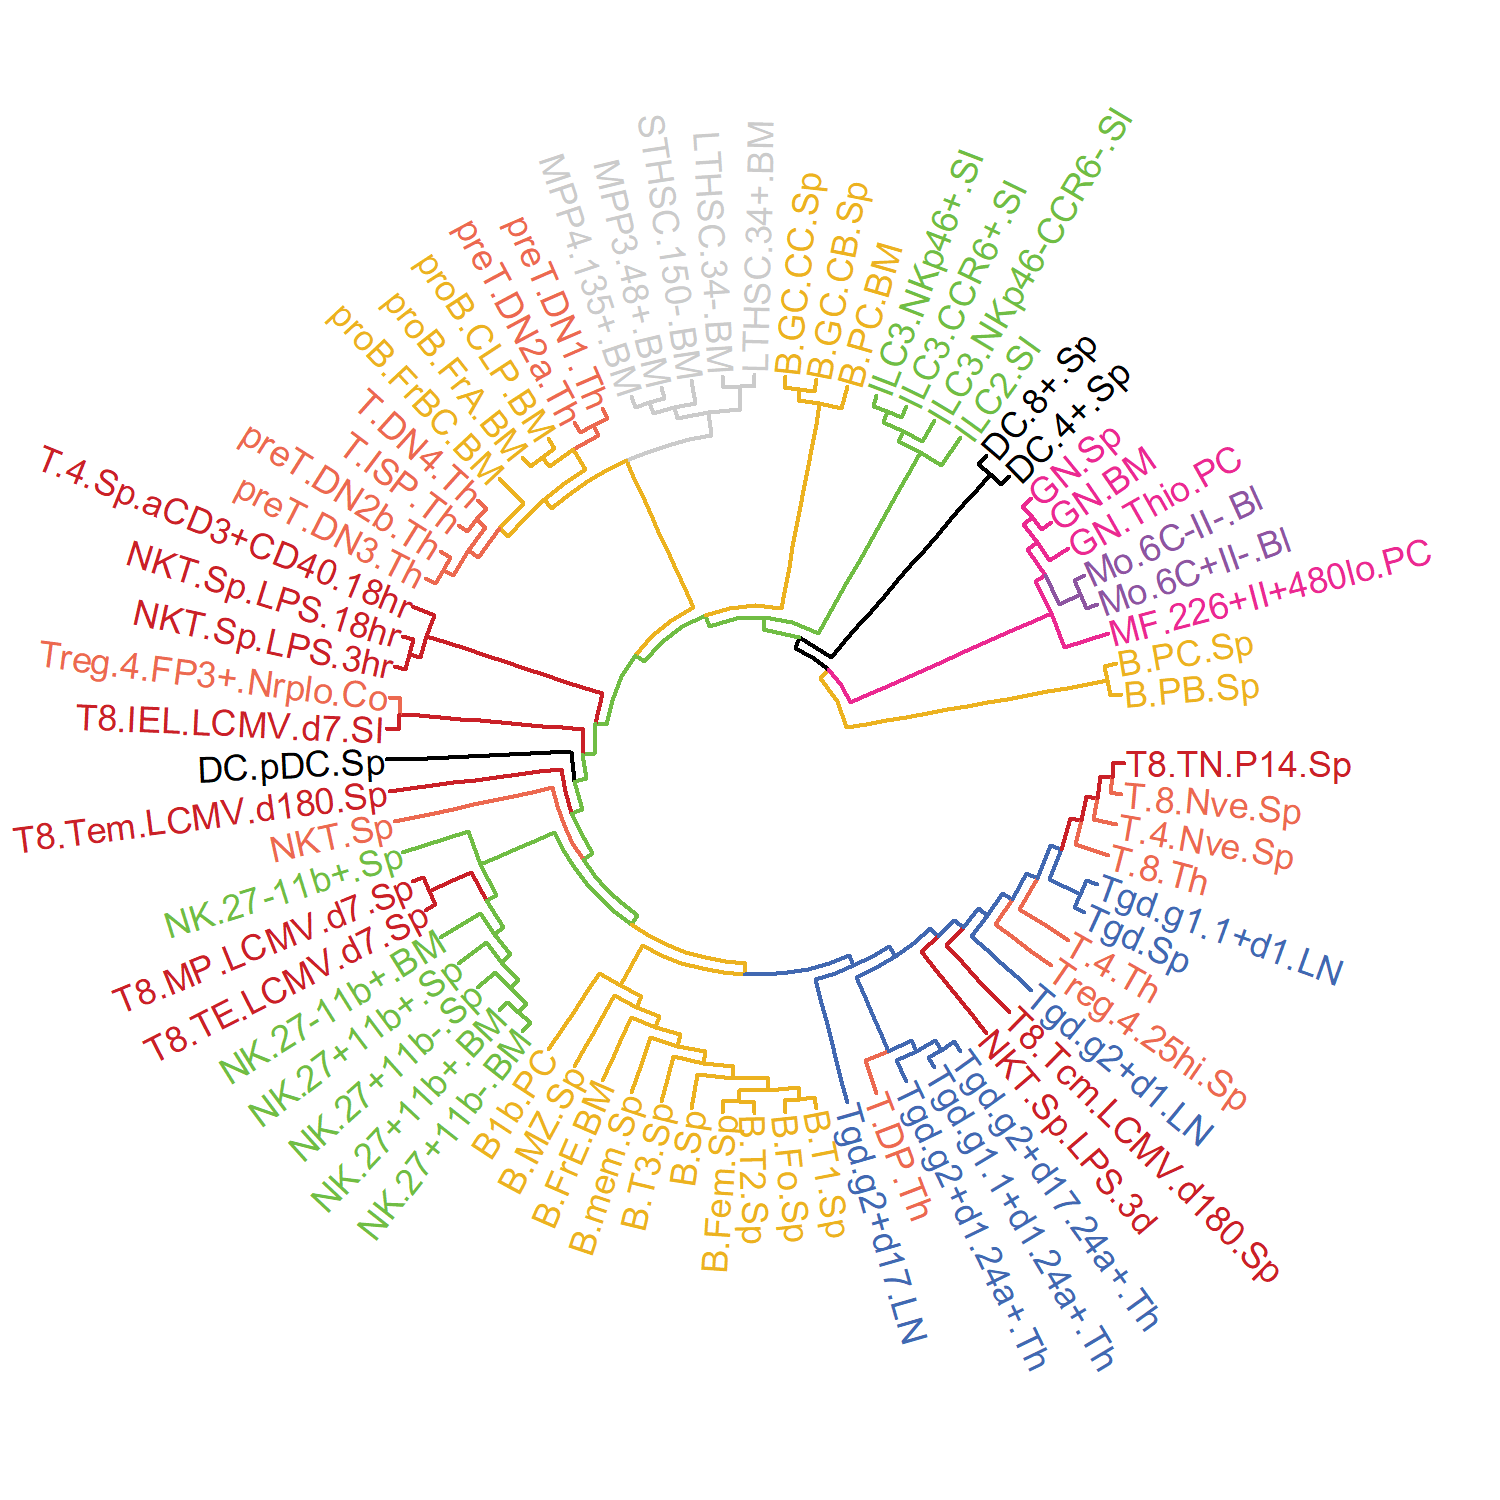 T8.TN.P14.Sp
T.8.Nve.Sp
T.4.Nve.Sp
T.8.Th
Tgd.g1.1+d1.LN
Tgd.Sp
T.4.Th
Treg.4.25hi.Sp
Tgd.g2+d1.LN
T8.Tcm.LCMV.d180.Sp
NKT.Sp.LPS.3d
Tgd.g2+d17.24a+.Th
Tgd.g1.1+d1.24a+.Th
Tgd.g2+d1.24a+.Th
T.DP.Th
Tgd.g2+d17.LN
B.T1.Sp
B.Fo.Sp
B.T2.Sp
B.Fem.Sp
B.Sp
B.T3.Sp
B.mem.Sp
B.FrE.BM
B.MZ.Sp
B1b.PC
NK.27+11b-.BM
NK.27+11b+.BM
NK.27+11b-.Sp
NK.27+11b+.Sp
NK.27-11b+.BM
T8.TE.LCMV.d7.Sp
T8.MP.LCMV.d7.Sp
NK.27-11b+.Sp
NKT.Sp
T8.Tem.LCMV.d180.Sp
DC.pDC.Sp
T8.IEL.LCMV.d7.SI
Treg.4.FP3+.Nrplo.Co
NKT.Sp.LPS.3hr
NKT.Sp.LPS.18hr
T.4.Sp.aCD3+CD40.18hr
preT.DN3.Th
preT.DN2b.Th
T.ISP.Th
T.DN4.Th
proB.FrBC.BM
proB.FrA.BM
proB.CLP.BM
preT.DN2a.Th
preT.DN1.Th
MPP4.135+.BM
MPP3.48+.BM
STHSC.150-.BM
LTHSC.34-.BM
LTHSC.34+.BM
B.GC.CC.Sp
B.GC.CB.Sp
B.PC.BM
ILC3.NKp46+.SI
ILC3.CCR6+.SI
ILC3.NKp46-CCR6-.SI
ILC2.SI
DC.8+.Sp
DC.4+.Sp
GN.Sp
GN.BM
GN.Thio.PC
Mo.6C-II-.Bl
Mo.6C+II-.Bl
MF.226+II+480lo.PC
B.PC.Sp
B.PB.Sp